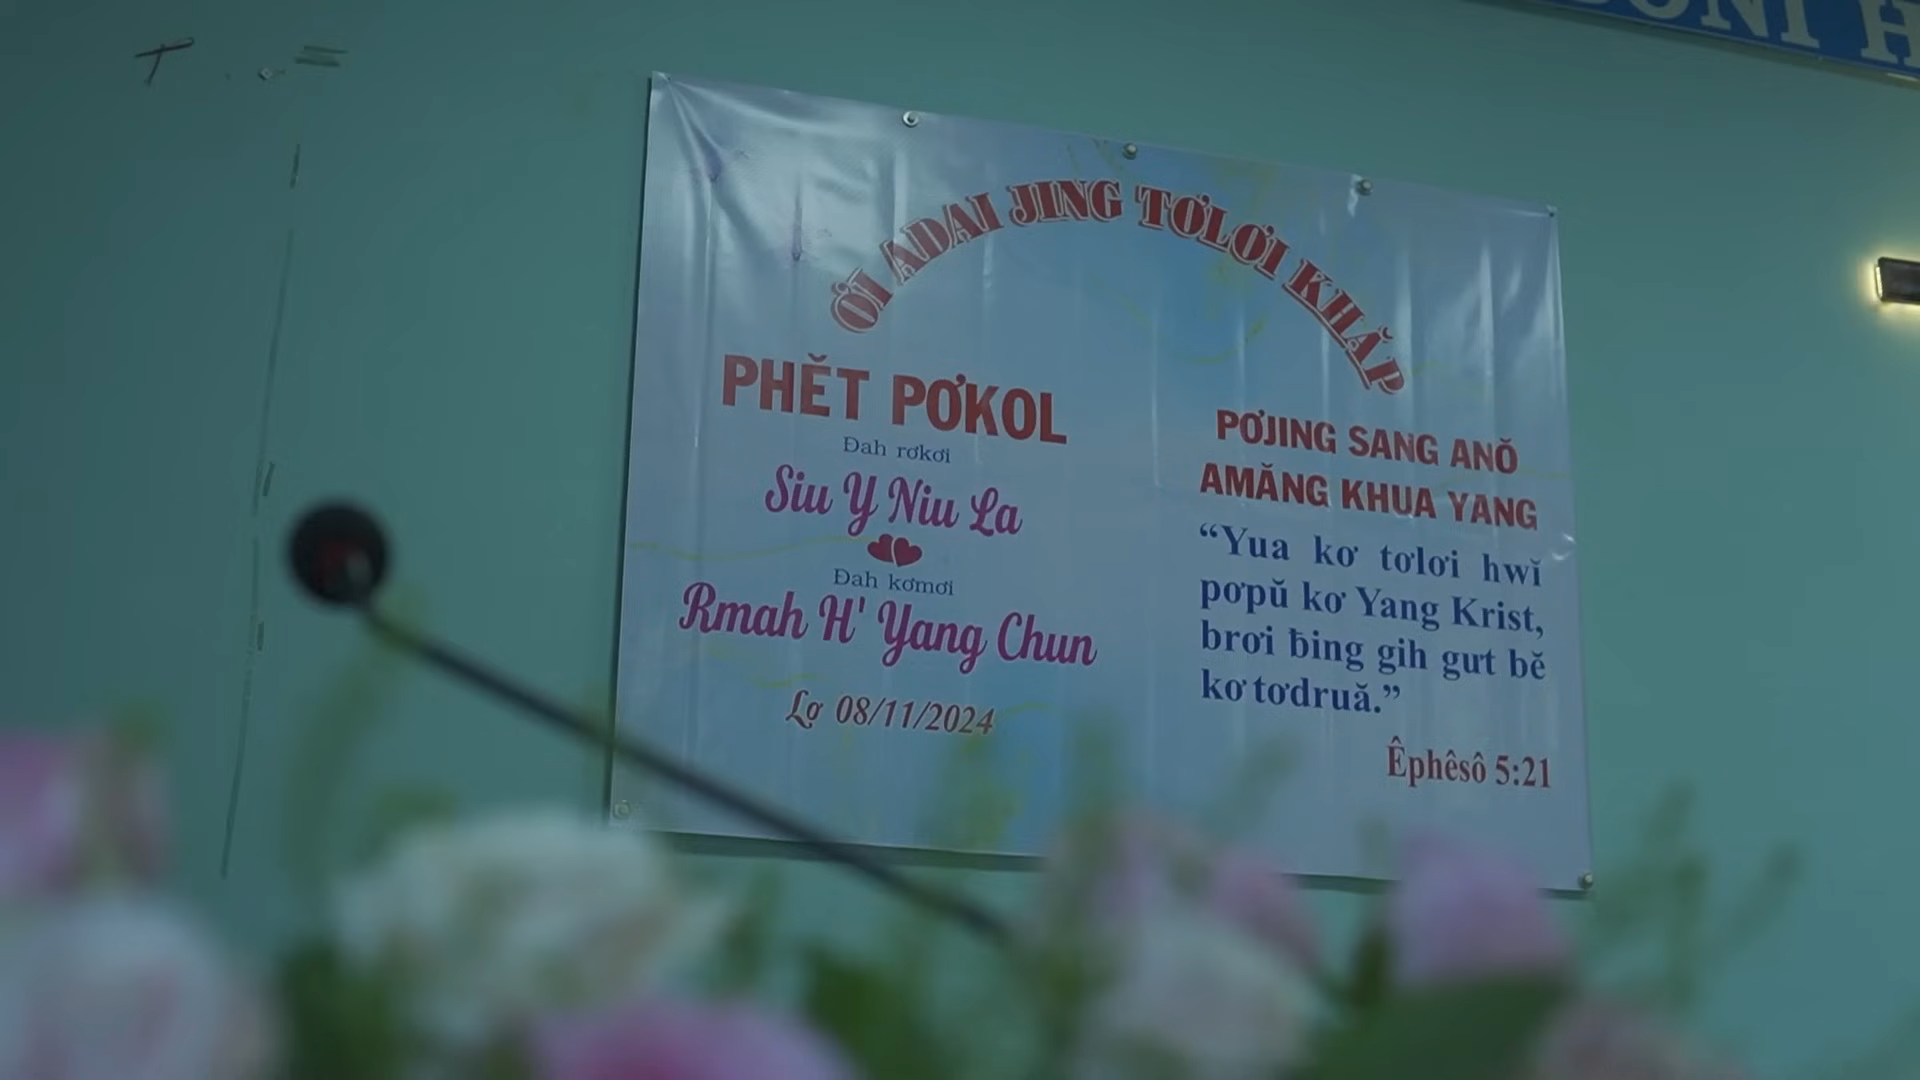 ƠI ADAI JING TƠLƠI KHĂP
PHĔT PƠKOL
Đah rơkơi
Siu Y Niu La
Đah kơmơi
Rmah H' Yang Chun
Lơ 08/11/2024
PƠJING SANG ANŎ
AMĂNG KHUA YANG
“Yua kơ tơlơi hwĭ
pơpŭ kơ Yang Krist,
brơi ƀing gih gưt bĕ
kơ tơdruă.”
Êphêsô 5:21